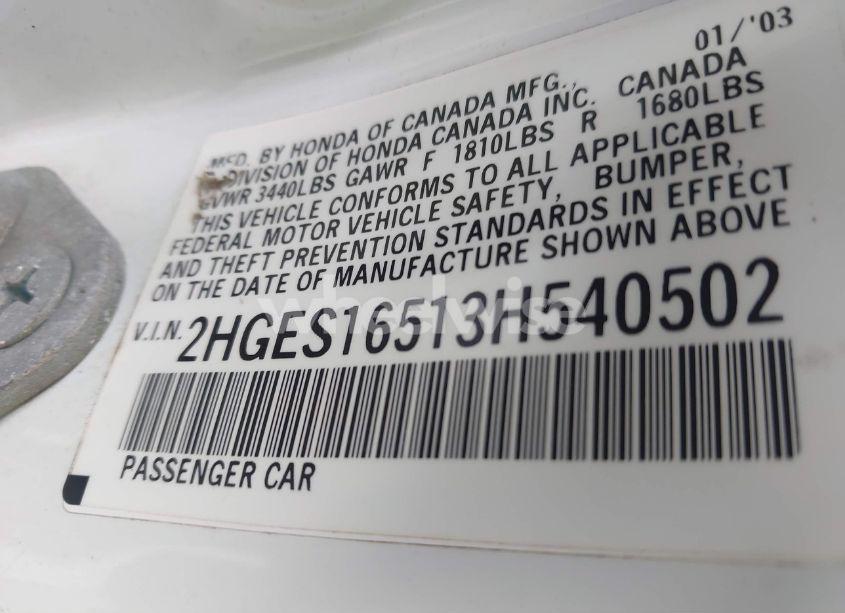 01/'03
MFD. BY HONDA OF CANADA MFG.,
DIVISION OF HONDA CANADA INC. CANADA
GVWR 3440LBS GAWR F 1810LBS R 1680LBS
THIS VEHICLE CONFORMS TO ALL APPLICABLE
FEDERAL MOTOR VEHICLE SAFETY, BUMPER,
AND THEFT PREVENTION STANDARDS IN EFFECT
ON THE DATE OF MANUFACTURE SHOWN ABOVE
V.I.N. 2HGES16513H540502
wheelwise
PASSENGER CAR